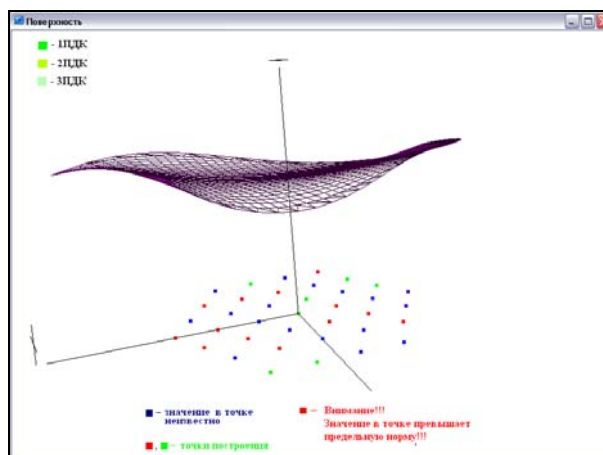 Поверхность
- 1ПДК
- 2ПДК
- 3ПДК
– значение в точке
неизвестно
, – точки построения
– Внимание!!!
Значение в точке превышает
предельную норму!!!